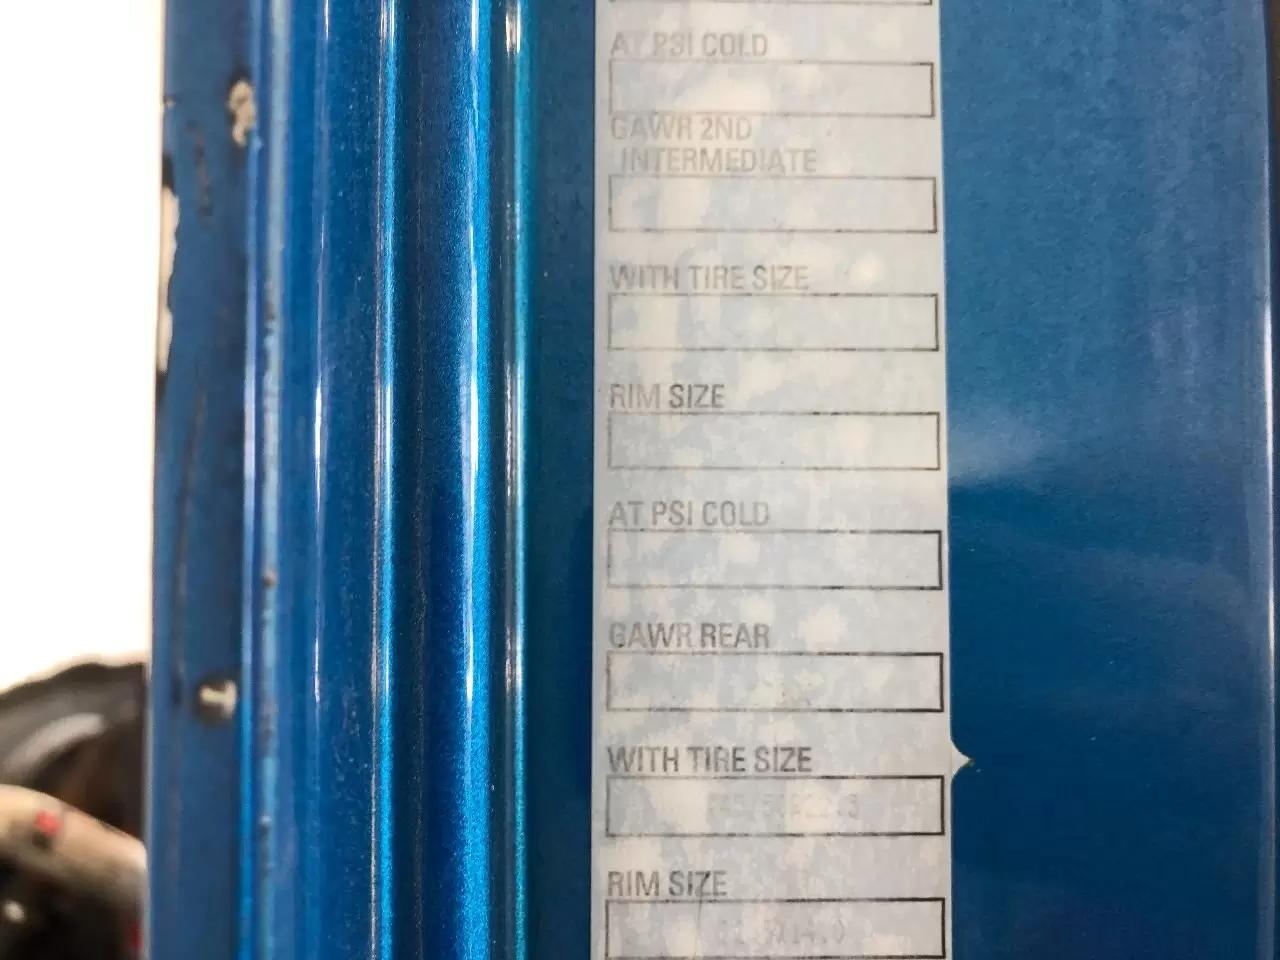 AT PSI COLD
GAWR 2ND
INTERMEDIATE
WITH TIRE SIZE
RIM SIZE
AT PSI COLD
GAWR REAR
WITH TIRE SIZE
RIM SIZE